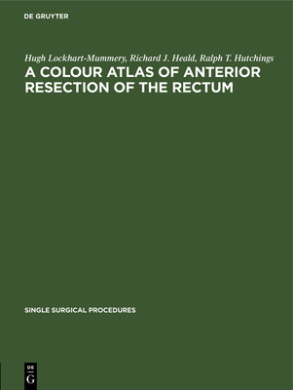 DE GRUYTER
Hugh Lockhart-Mummery, Richard J. Heald, Ralph T. Hutchings
A COLOUR ATLAS OF ANTERIOR
RESECTION OF THE RECTUM
SINGLE SURGICAL PROCEDURES
DE
G